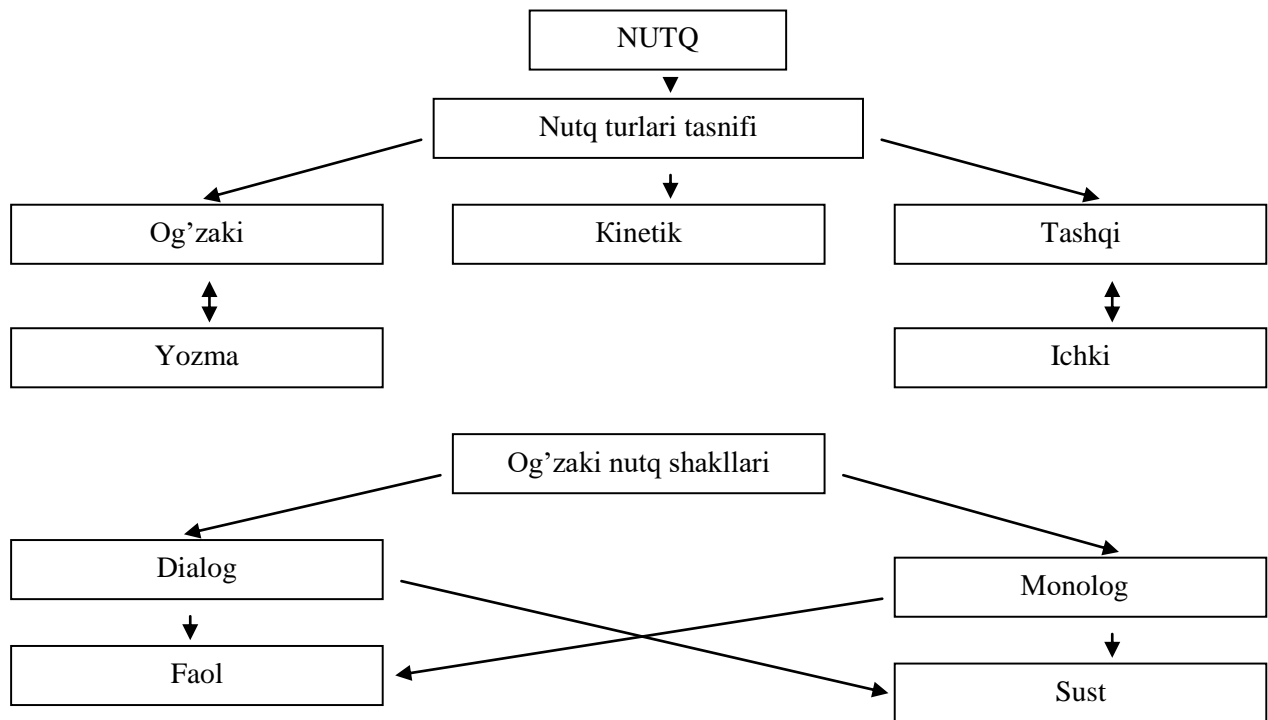 NUTQ
Nutq turlari tasnifi
Og’zaki
Kinetik
Tashqi
Yozma
Ichki
Og’zaki nutq shakllari
Dialog
Monolog
Faol
Sust